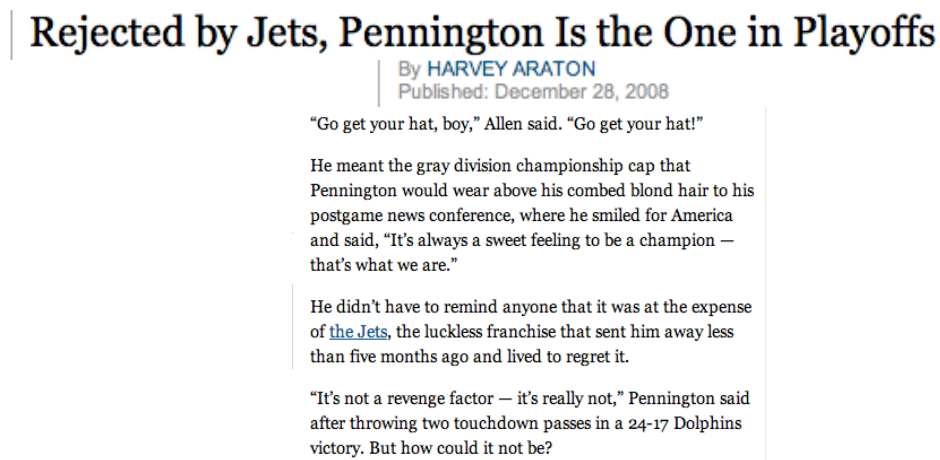 Rejected by Jets, Pennington Is the One in Playoffs
By HARVEY ARATON
Published: December 28, 2008
“Go get your hat, boy,” Allen said. “Go get your hat!”
He meant the gray division championship cap that
Pennington would wear above his combed blond hair to his
postgame news conference, where he smiled for America
and said, “It’s always a sweet feeling to be a champion —
that’s what we are.”
He didn’t have to remind anyone that it was at the expense
of the Jets, the luckless franchise that sent him away less
than five months ago and lived to regret it.
“It’s not a revenge factor — it’s really not,” Pennington said
after throwing two touchdown passes in a 24-17 Dolphins
victory. But how could it not be?